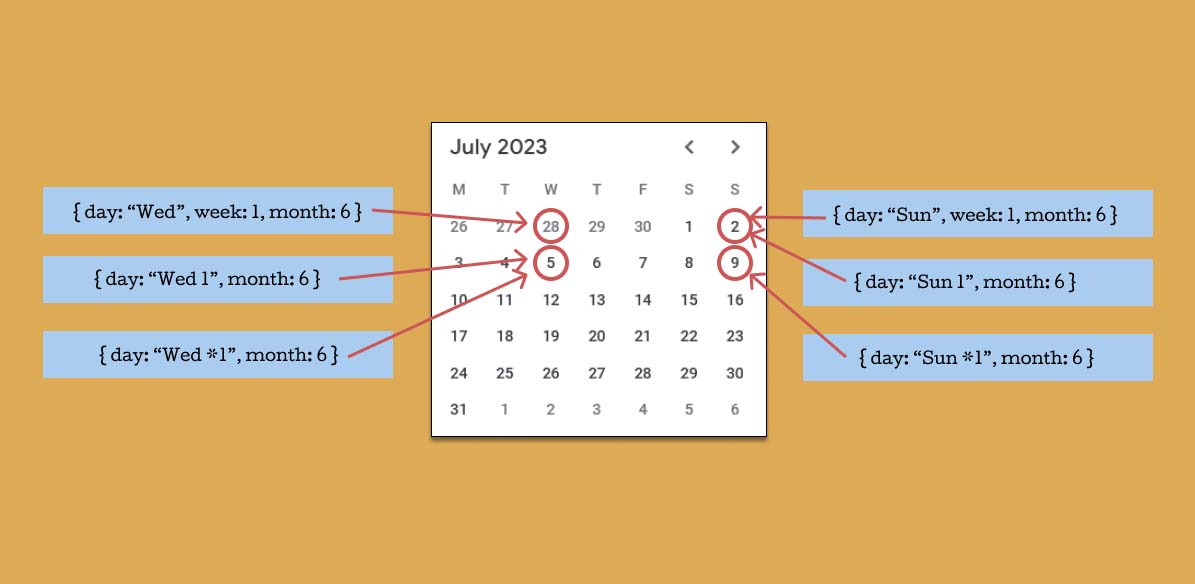 July 2023
M T W T F S S
{ day: “Wed”, week: 1, month: 6 }
{ day: “Sun”, week: 1, month: 6 }
26 27 28 29 30 1 2
{ day: “Wed 1”, month: 6 }
{ day: “Sun 1”, month: 6 }
3 4 5 6 7 8 9
10 11 12 13 14 15 16
{ day: “Wed *1”, month: 6 }
{ day: “Sun *1”, month: 6 }
17 18 19 20 21 22 23
24 25 26 27 28 29 30
31 1 2 3 4 5 6